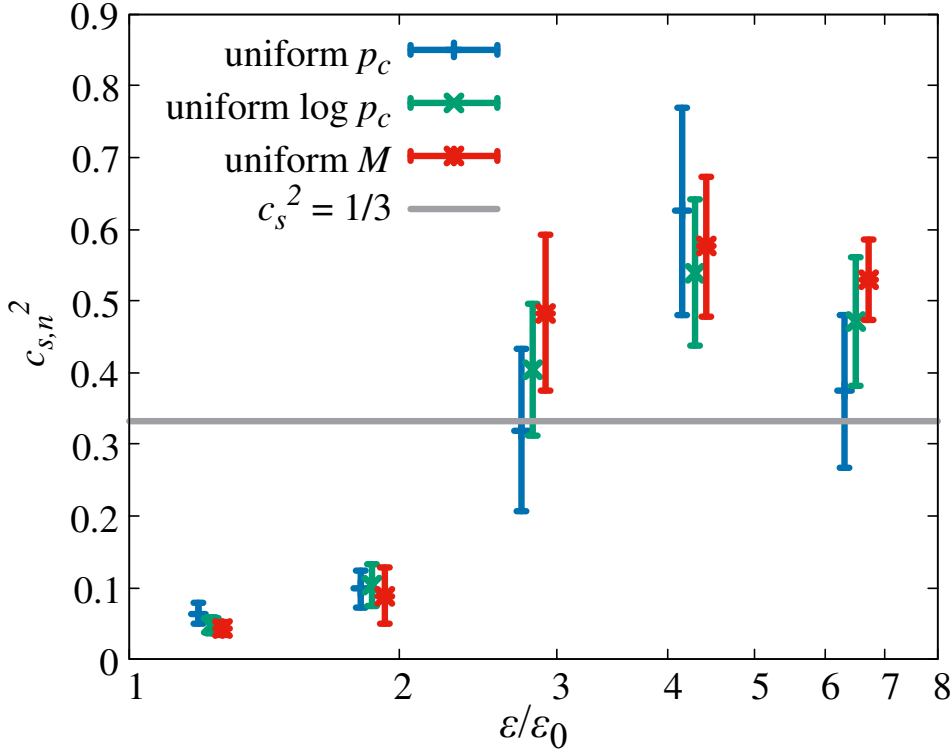 0.9
0.8
0.7
0.6
0.5
0.4
0.3
0.2
0.1
0
c_{s,n}^2
uniform p_c
uniform log p_c
uniform M
c_s^2 = 1/3
1 2 3 4 5 6 7 8
ε/ε_0